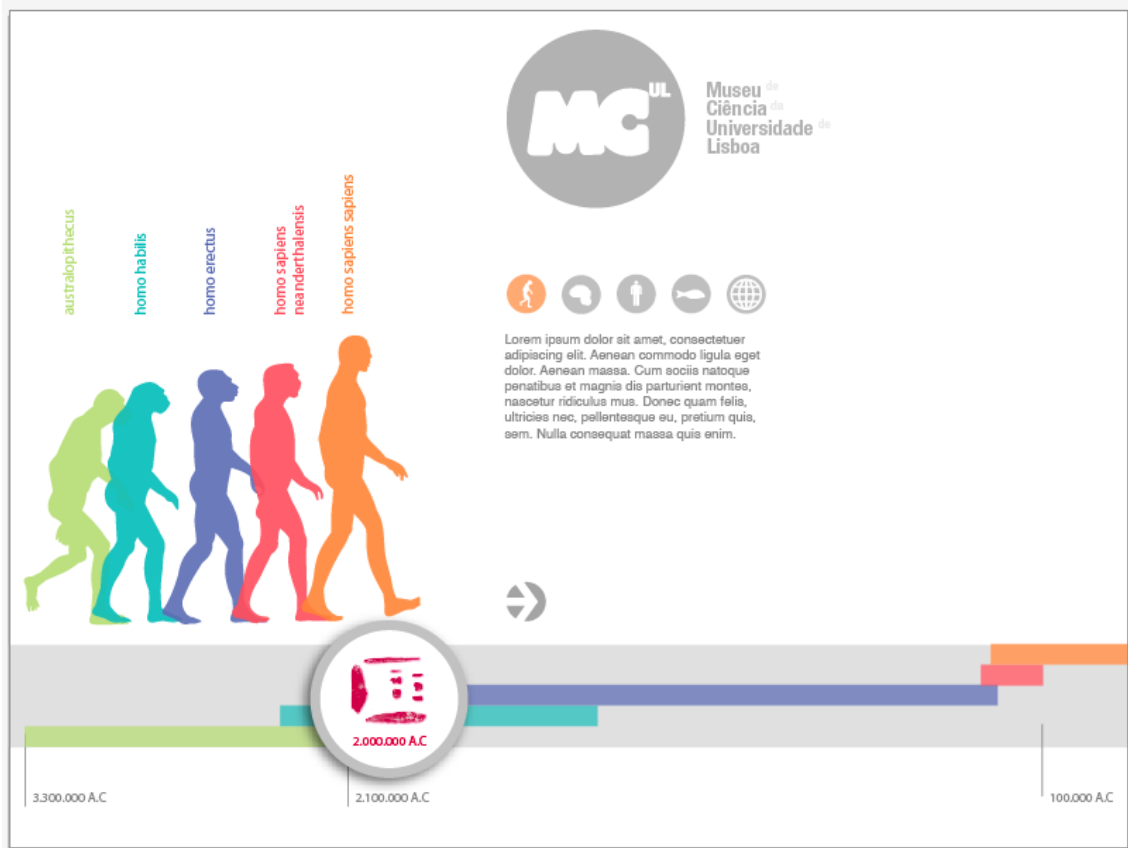 MC UL
Museu da
Ciência da
Universidade de
Lisboa
australopithecus
homo habilis
homo erectus
homo sapiens
neanderthalensis
homo sapiens sapiens
Lorem ipsum dolor sit amet, consectetuer
adipiscing elit. Aenean commodo ligula eget
dolor. Aenean massa. Cum sociis natoque
penatibus et magnis dis parturient montes,
nascetur ridiculus mus. Donec quam felis,
ultricies nec, pellentesque eu, pretium quis,
sem. Nulla consequat massa quis enim.
2.000.000 A.C
3.300.000 A.C
2.100.000 A.C
100.000 A.C